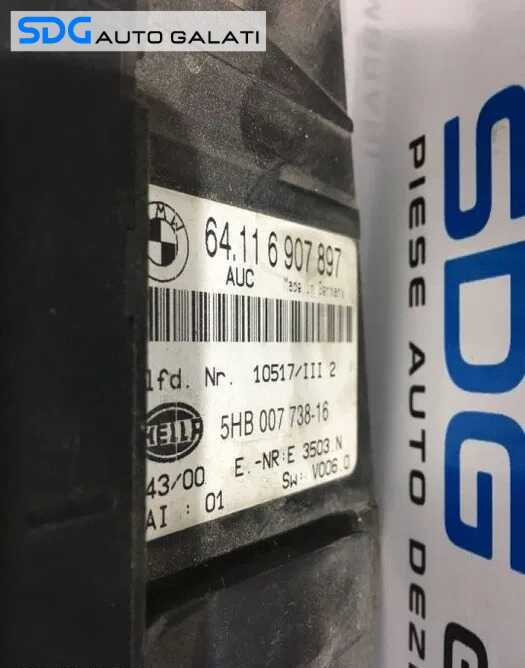 SDG AUTO GALATI
BMW
64.11 6 907 897
AUC Made in Germany
lfd. Nr. 10517/III 2
HELLA
5HB 007 738-16
E.-NR:E 3503 N
43/00 SW: V006.0
AI : 01
SDG
PIESE AUTO DEZ